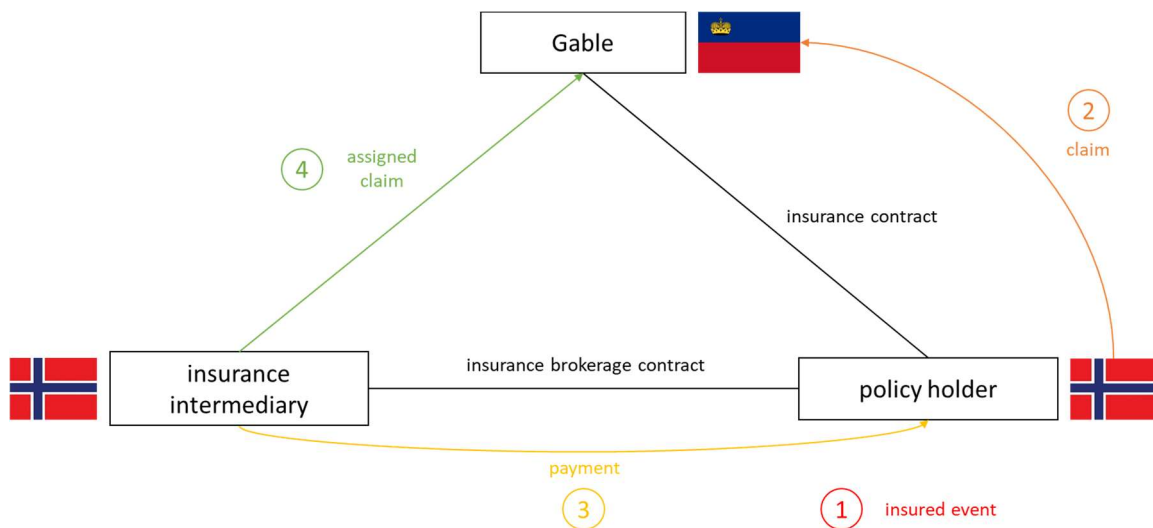 Gable
2
claim
4
assigned
claim
insurance contract
insurance
intermediary
insurance brokerage contract
policy holder
payment
3
1
insured event